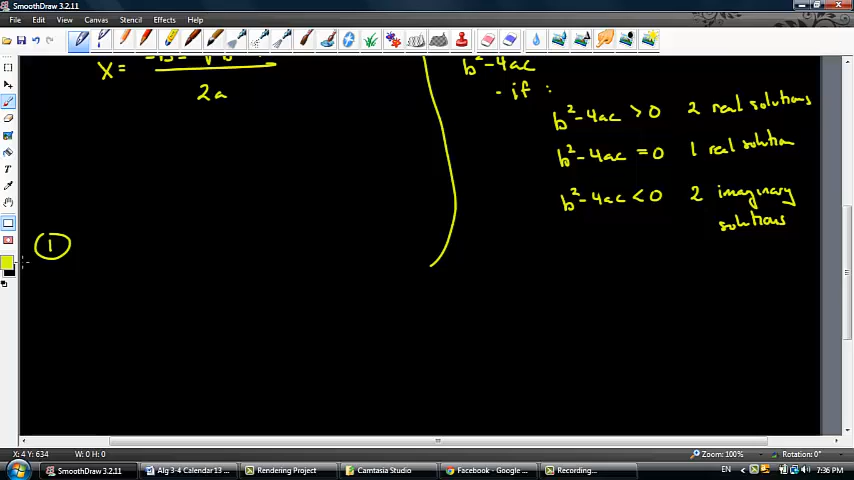 SmoothDraw 3.2.11
File Edit View Canvas Stencil Effects Help
X =
2a
b²-4ac
- if :
b²-4ac > 0 2 real solutions
b²-4ac = 0 1 real solution
b²-4ac < 0 2 imaginary
solutions
1
X: 4 Y: 634 W: 0 H: 0 Zoom: 100% Rotation: 0°
SmoothDraw 3.2.11 Alg 3-4 Calendar13 ... Rendering Project Camtasia Studio Facebook - Google ... Recording... EN 7:36 PM